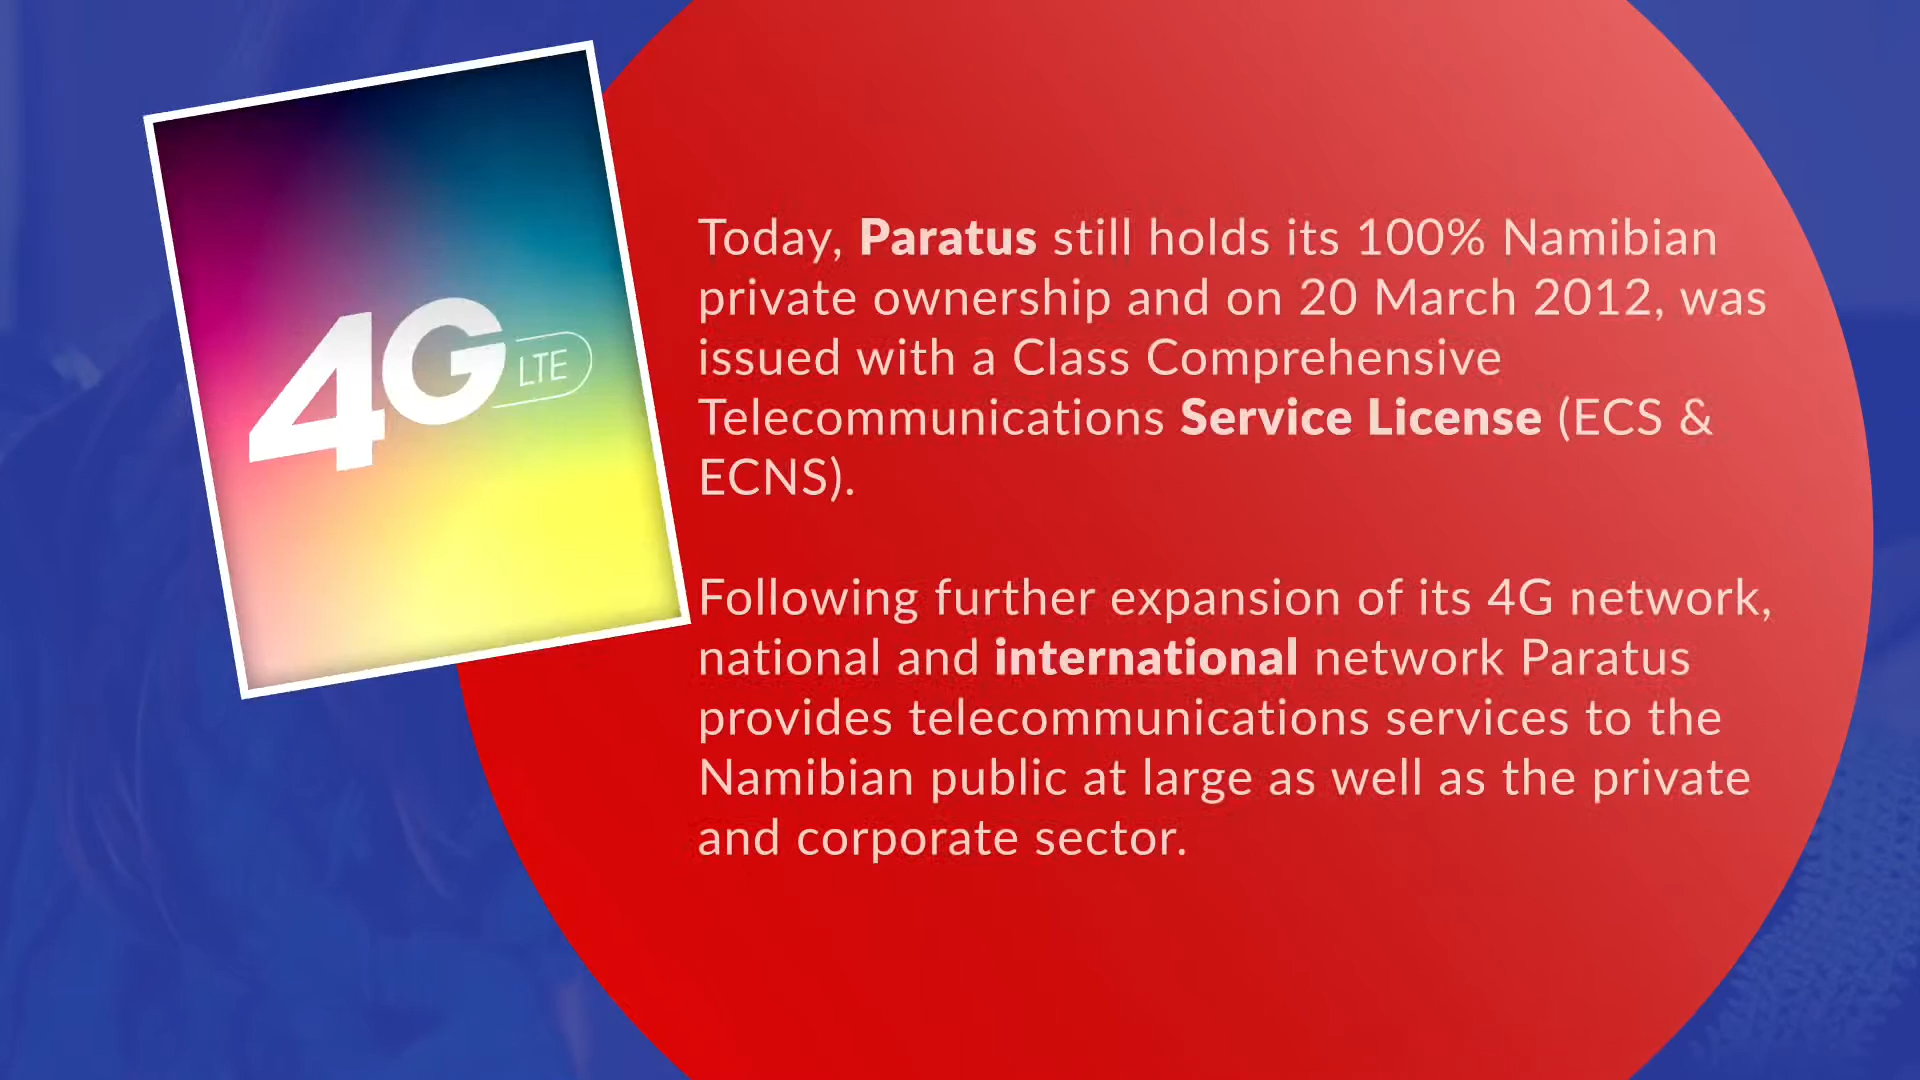 4G LTE
Today, Paratus still holds its 100% Namibian
private ownership and on 20 March 2012, was
issued with a Class Comprehensive
Telecommunications Service License (ECS &
ECNS).
Following further expansion of its 4G network,
national and international network Paratus
provides telecommunications services to the
Namibian public at large as well as the private
and corporate sector.